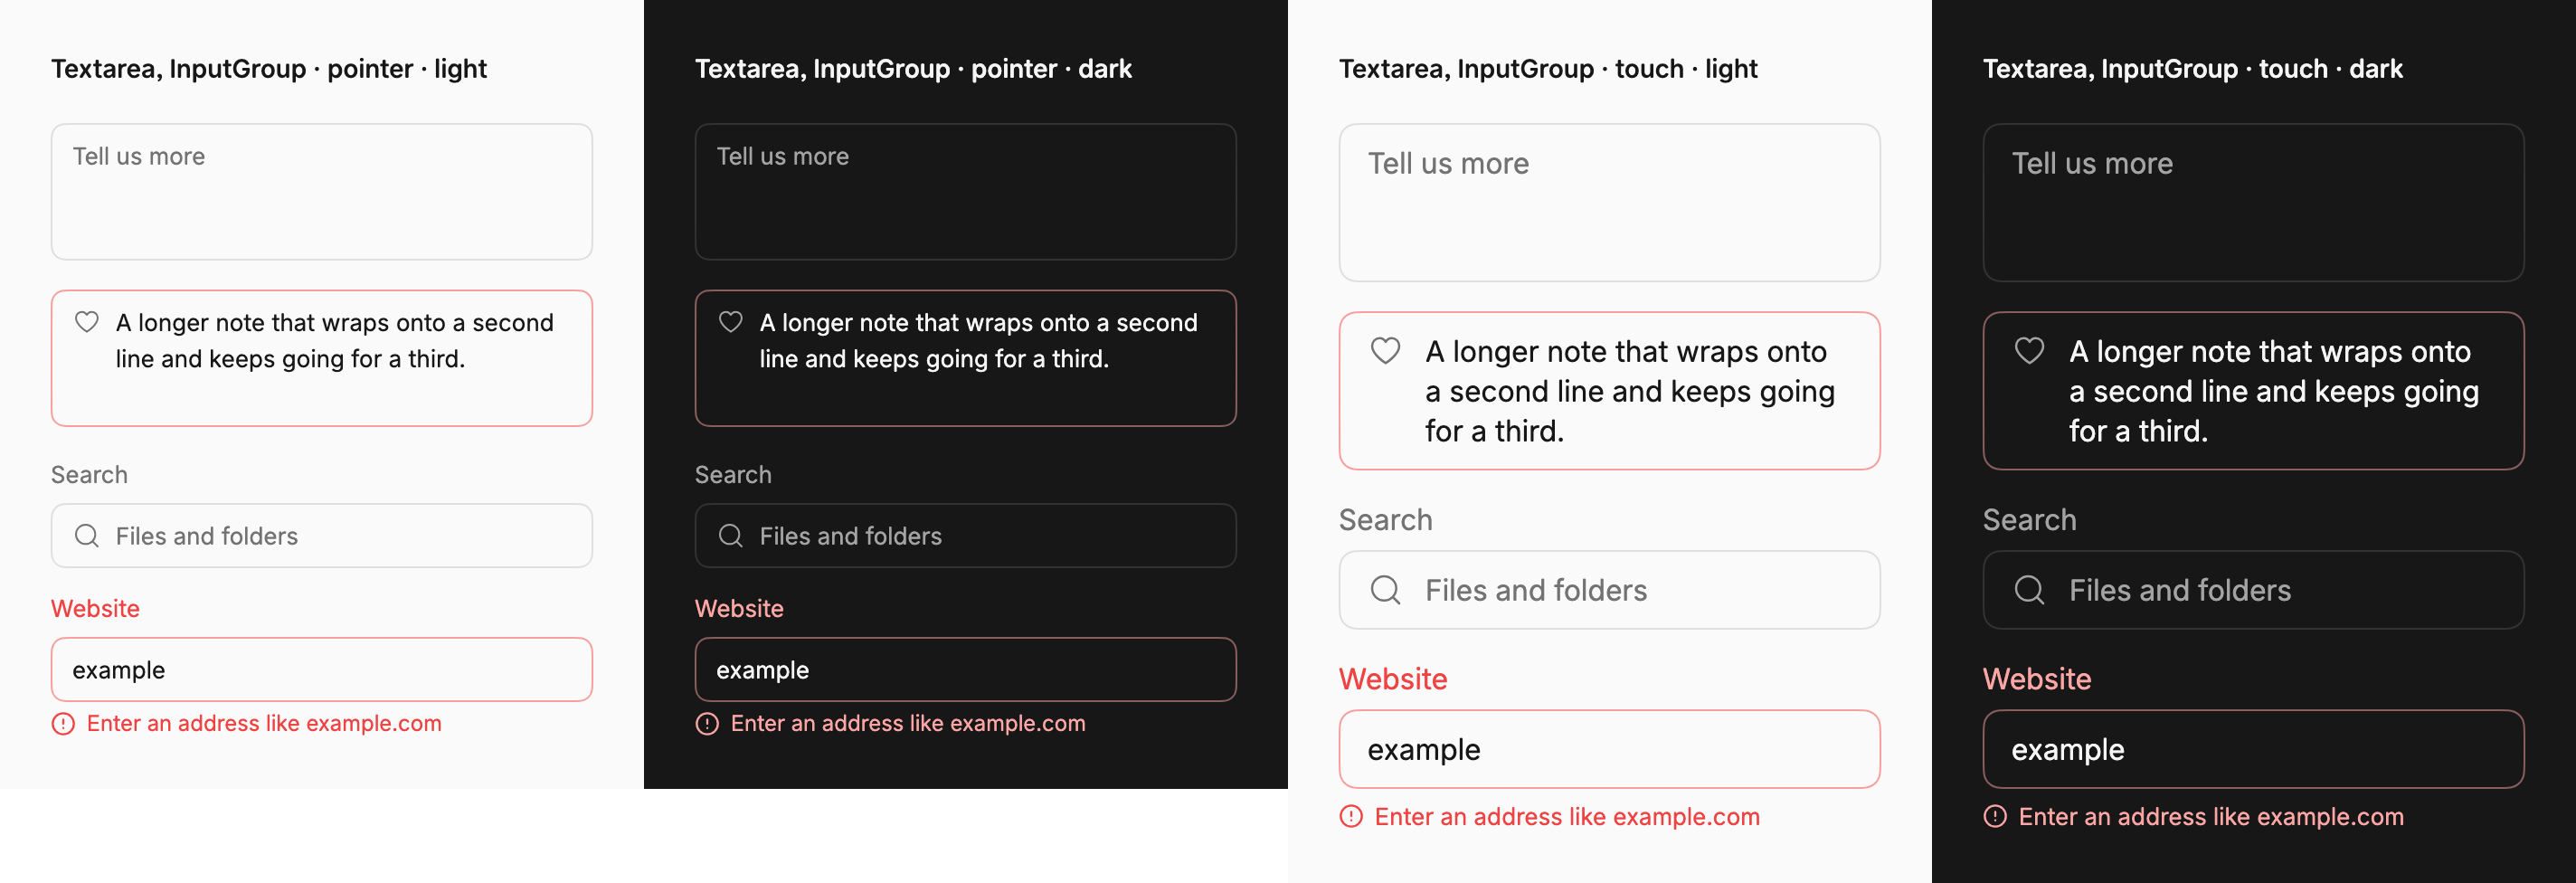 Textarea, InputGroup · pointer · light
Tell us more
A longer note that wraps onto a second
line and keeps going for a third.
Search
Files and folders
Website
example
Enter an address like example.com
Textarea, InputGroup · pointer · dark
Tell us more
A longer note that wraps onto a second
line and keeps going for a third.
Search
Files and folders
Website
example
Enter an address like example.com
Textarea, InputGroup · touch · light
Tell us more
A longer note that wraps onto
a second line and keeps going
for a third.
Search
Files and folders
Website
example
Enter an address like example.com
Textarea, InputGroup · touch · dark
Tell us more
A longer note that wraps onto
a second line and keeps going
for a third.
Search
Files and folders
Website
example
Enter an address like example.com